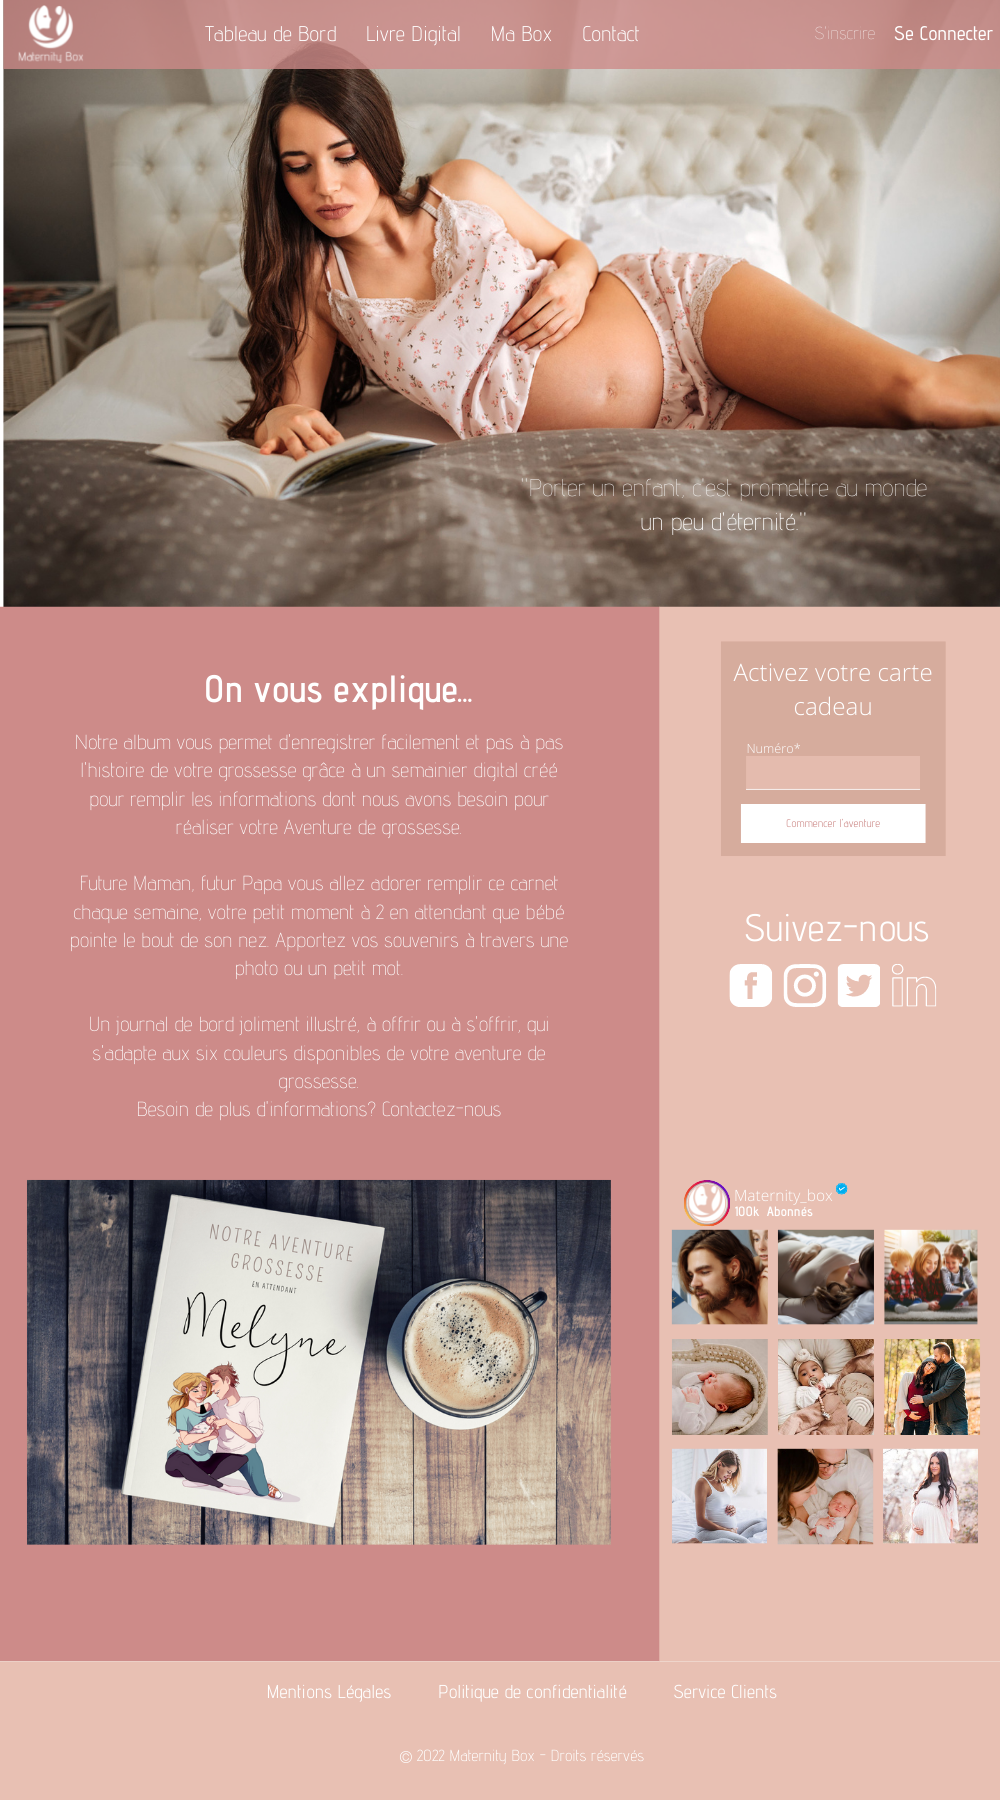 Maternity Box
Tableau de Bord
Livre Digital
Ma Box
Contact
S'inscrire
Se Connecter
"Porter un enfant, c'est promettre au monde
un peu d'éternité."
On vous explique...
Notre album vous permet d'enregistrer facilement et pas à pas
l'histoire de votre grossesse grâce à un semainier digital créé
pour remplir les informations dont nous avons besoin pour
réaliser votre Aventure de grossesse.
Future Maman, futur Papa vous allez adorer remplir ce carnet
chaque semaine, votre petit moment à 2 en attendant que bébé
pointe le bout de son nez. Apportez vos souvenirs à travers une
photo ou un petit mot.
Un journal de bord joliment illustré, à offrir ou à s'offrir, qui
s'adapte aux six couleurs disponibles de votre aventure de
grossesse.
Besoin de plus d'informations? Contactez-nous
NOTRE AVENTURE
GROSSESSE
EN ATTENDANT
Melyne
Activez votre carte
cadeau
Numéro*
Commencer l'aventure
Suivez-nous
in
Maternity_box
100k Abonnés
Mentions Légales
Politique de confidentialité
Service Clients
© 2022 Maternity Box - Droits réservés